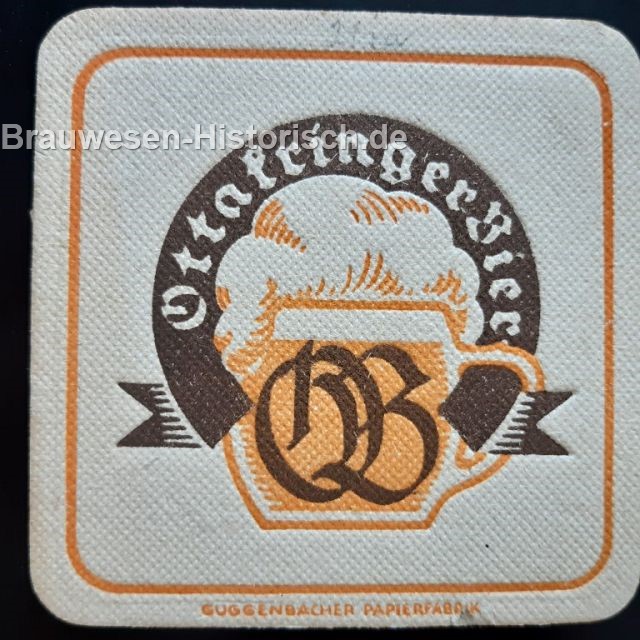 Brauwesen-Historisch.de
Ottakringer Bier
OB
GUGGENBACHER PAPIERFABRIK